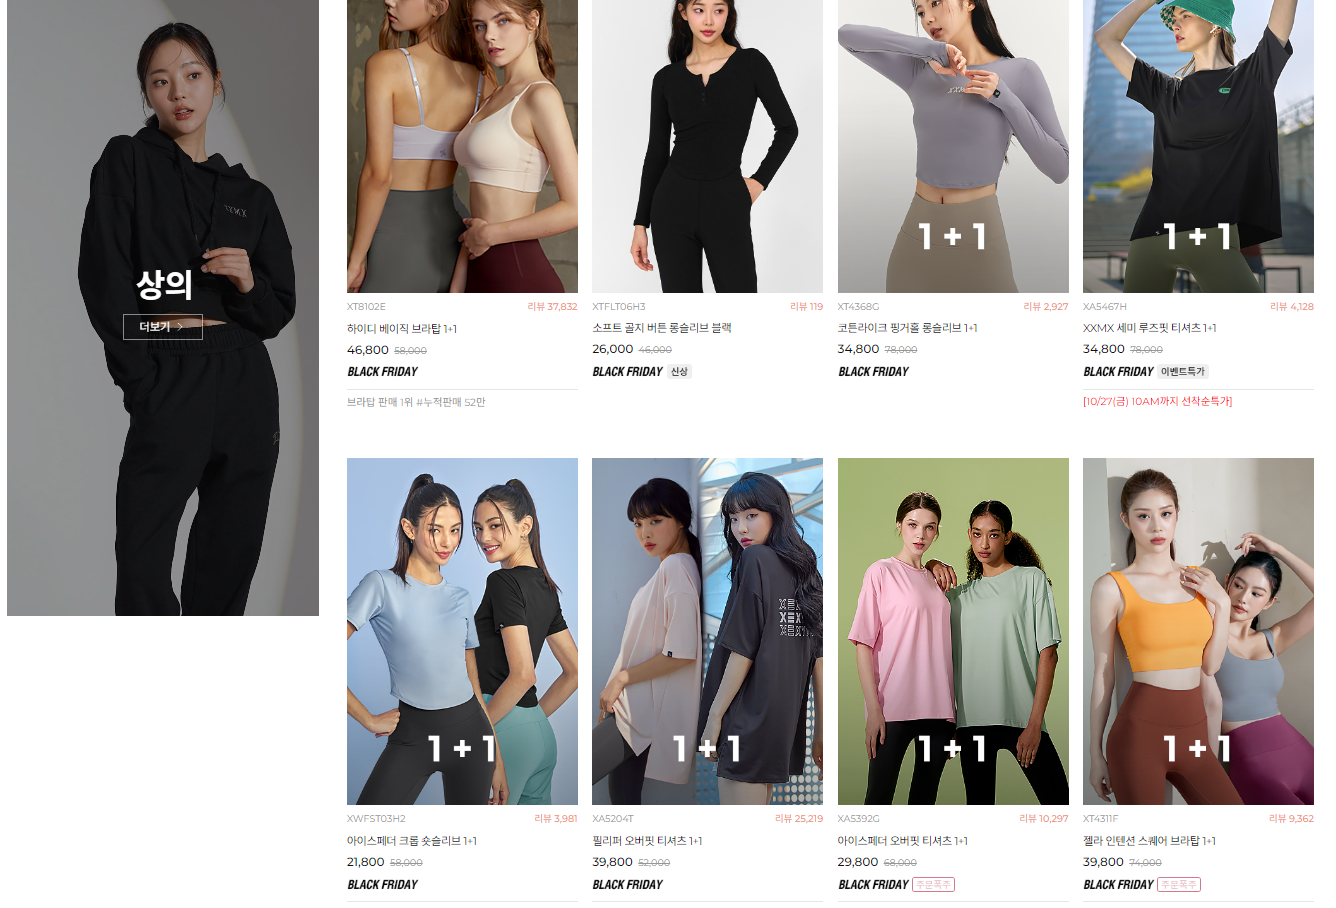 상의
더보기 >
XXMX
1 + 1
1 + 1
XT8102E 리뷰 37,832
하이디 베이직 브라탑 1+1
46,800 58,000
BLACK FRIDAY
브라탑 판매 1위 #누적판매 52만
XTFLT06H3 리뷰 119
소프트 골지 버튼 롱슬리브 블랙
26,000 46,000
BLACK FRIDAY 신상
XT4368G 리뷰 2,927
코튼라이크 핑거홀 롱슬리브 1+1
34,800 78,000
BLACK FRIDAY
XA5467H 리뷰 4,128
XXMX 세미 루즈핏 티셔츠 1+1
34,800 78,000
BLACK FRIDAY 이벤트특가
[10/27(금) 10AM까지 선착순특가]
1 + 1
1 + 1
1 + 1
1 + 1
XWFST03H2 리뷰 3,981
아이스페더 크롭 숏슬리브 1+1
21,800 58,000
BLACK FRIDAY
XA5204T 리뷰 25,219
필리퍼 오버핏 티셔츠 1+1
39,800 52,000
BLACK FRIDAY
XA5392G 리뷰 10,297
아이스페더 오버핏 티셔츠 1+1
29,800 68,000
BLACK FRIDAY 주문폭주
XT4311F 리뷰 9,362
젤라 인텐션 스퀘어 브라탑 1+1
39,800 74,000
BLACK FRIDAY 주문폭주